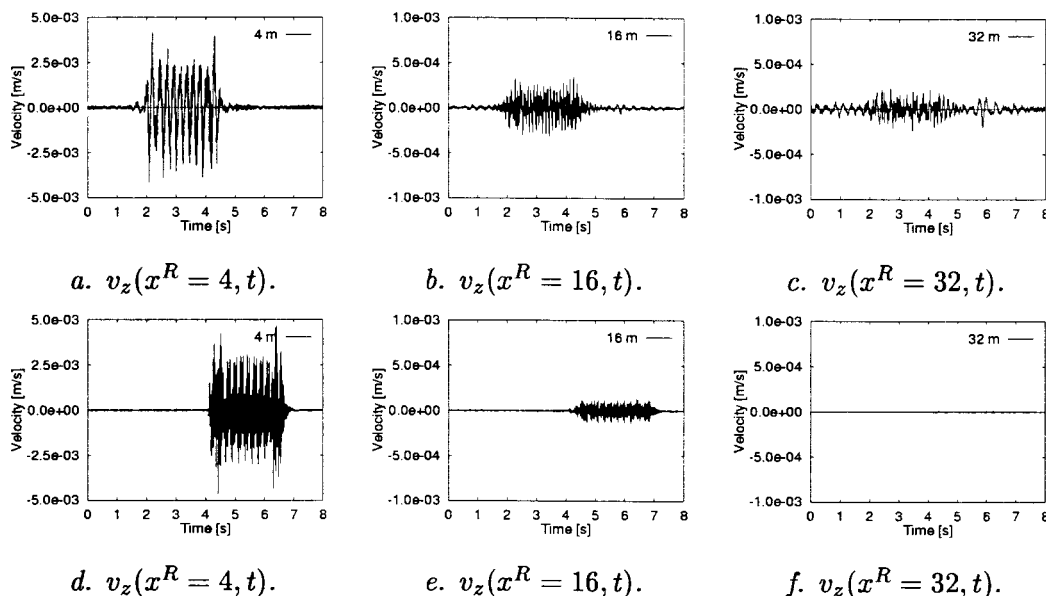 5.0e-03
4 m
2.5e-03
0.0e+00
-2.5e-03
-5.0e-03
Velocity [m/s]
0 1 2 3 4 5 6 7 8
Time [s]
1.0e-03
16 m
5.0e-04
0.0e+00
-5.0e-04
-1.0e-03
Velocity [m/s]
0 1 2 3 4 5 6 7 8
Time [s]
1.0e-03
32 m
5.0e-04
0.0e+00
-5.0e-04
-1.0e-03
Velocity [m/s]
0 1 2 3 4 5 6 7 8
Time [s]
a. v_z(x^R = 4, t).
b. v_z(x^R = 16, t).
c. v_z(x^R = 32, t).
5.0e-03
4 m
2.5e-03
0.0e+00
-2.5e-03
-5.0e-03
Velocity [m/s]
0 1 2 3 4 5 6 7 8
Time [s]
1.0e-03
16 m
5.0e-04
0.0e+00
-5.0e-04
-1.0e-03
Velocity [m/s]
0 1 2 3 4 5 6 7 8
Time [s]
1.0e-03
32 m
5.0e-04
0.0e+00
-5.0e-04
-1.0e-03
Velocity [m/s]
0 1 2 3 4 5 6 7 8
Time [s]
d. v_z(x^R = 4, t).
e. v_z(x^R = 16, t).
f. v_z(x^R = 32, t).